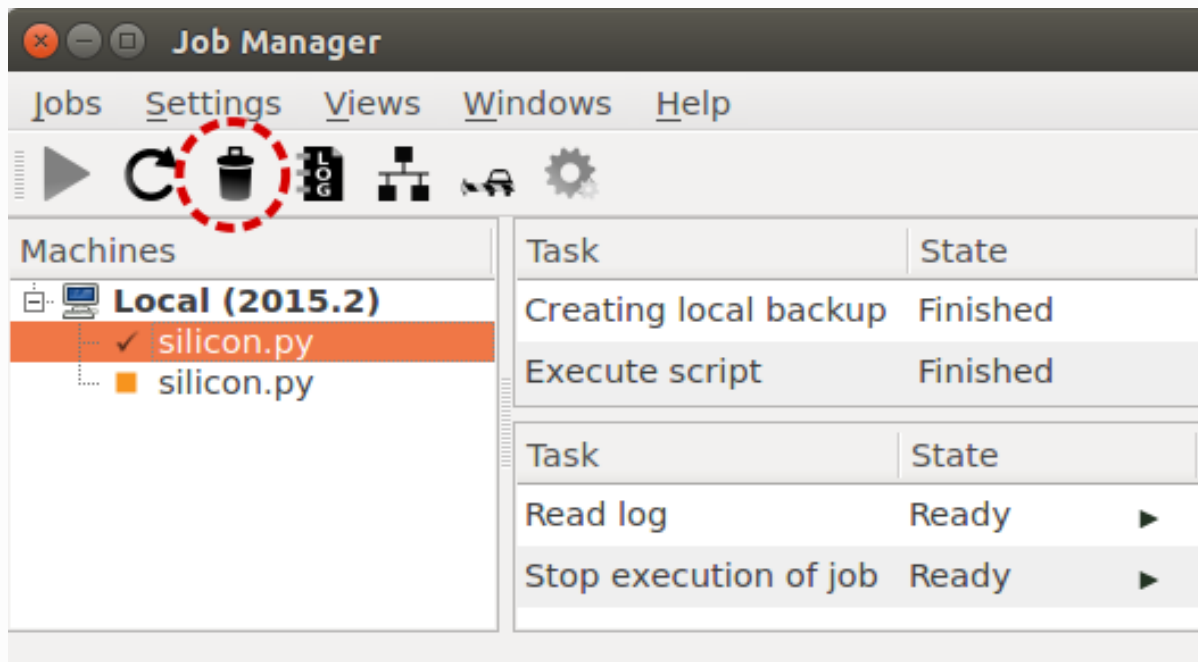 Job Manager
Jobs Settings Views Windows Help
LOG
Machines
Local (2015.2)
silicon.py
silicon.py
Task State
Creating local backup Finished
Execute script Finished
Task State
Read log Ready
Stop execution of job Ready